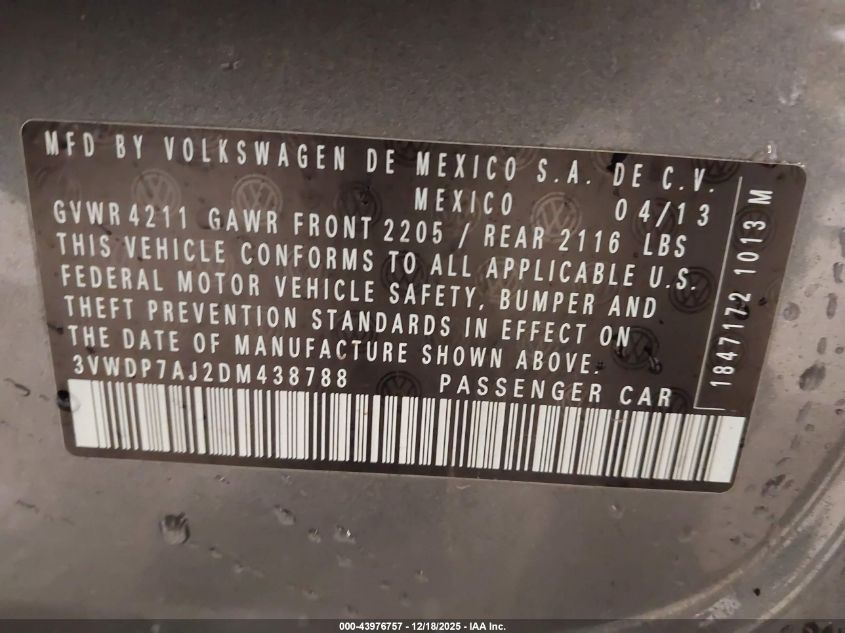 MFD BY VOLKSWAGEN DE MEXICO S.A. DE C.V.
MEXICO 04/13
GVWR 4211 GAWR FRONT 2205 / REAR 2116 LBS
THIS VEHICLE CONFORMS TO ALL APPLICABLE U.S.
FEDERAL MOTOR VEHICLE SAFETY, BUMPER AND
THEFT PREVENTION STANDARDS IN EFFECT ON
THE DATE OF MANUFACTURE SHOWN ABOVE.
3VWDP7AJ2DM438788 PASSENGER CAR
1847172 1013 M
000-43976757 - 12/18/2025 - IAA Inc.